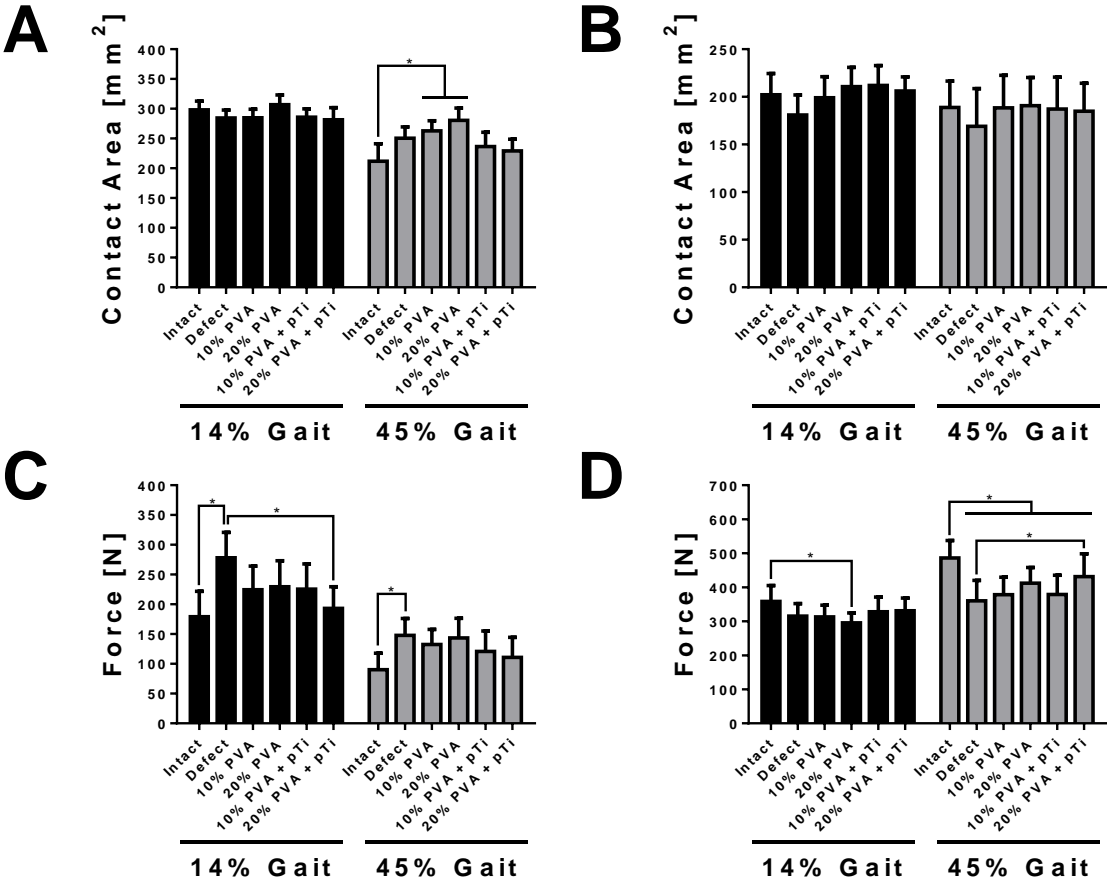 A
Contact Area [mm2]
400
350
300
250
200
150
100
50
0
*
Intact
Defect
10% PVA
20% PVA
10% PVA + pTi
20% PVA + pTi
Intact
Defect
10% PVA
20% PVA
10% PVA + pTi
20% PVA + pTi
14% Gait
45% Gait
B
Contact Area [mm2]
250
200
150
100
50
0
Intact
Defect
10% PVA
20% PVA
10% PVA + pTi
20% PVA + pTi
Intact
Defect
10% PVA
20% PVA
10% PVA + pTi
20% PVA + pTi
14% Gait
45% Gait
C
Force [N]
400
350
300
250
200
150
100
50
0
*
*
*
Intact
Defect
10% PVA
20% PVA
10% PVA + pTi
20% PVA + pTi
Intact
Defect
10% PVA
20% PVA
10% PVA + pTi
20% PVA + pTi
14% Gait
45% Gait
D
Force [N]
700
600
500
400
300
200
100
0
*
*
*
Intact
Defect
10% PVA
20% PVA
10% PVA + pTi
20% PVA + pTi
Intact
Defect
10% PVA
20% PVA
10% PVA + pTi
20% PVA + pTi
14% Gait
45% Gait